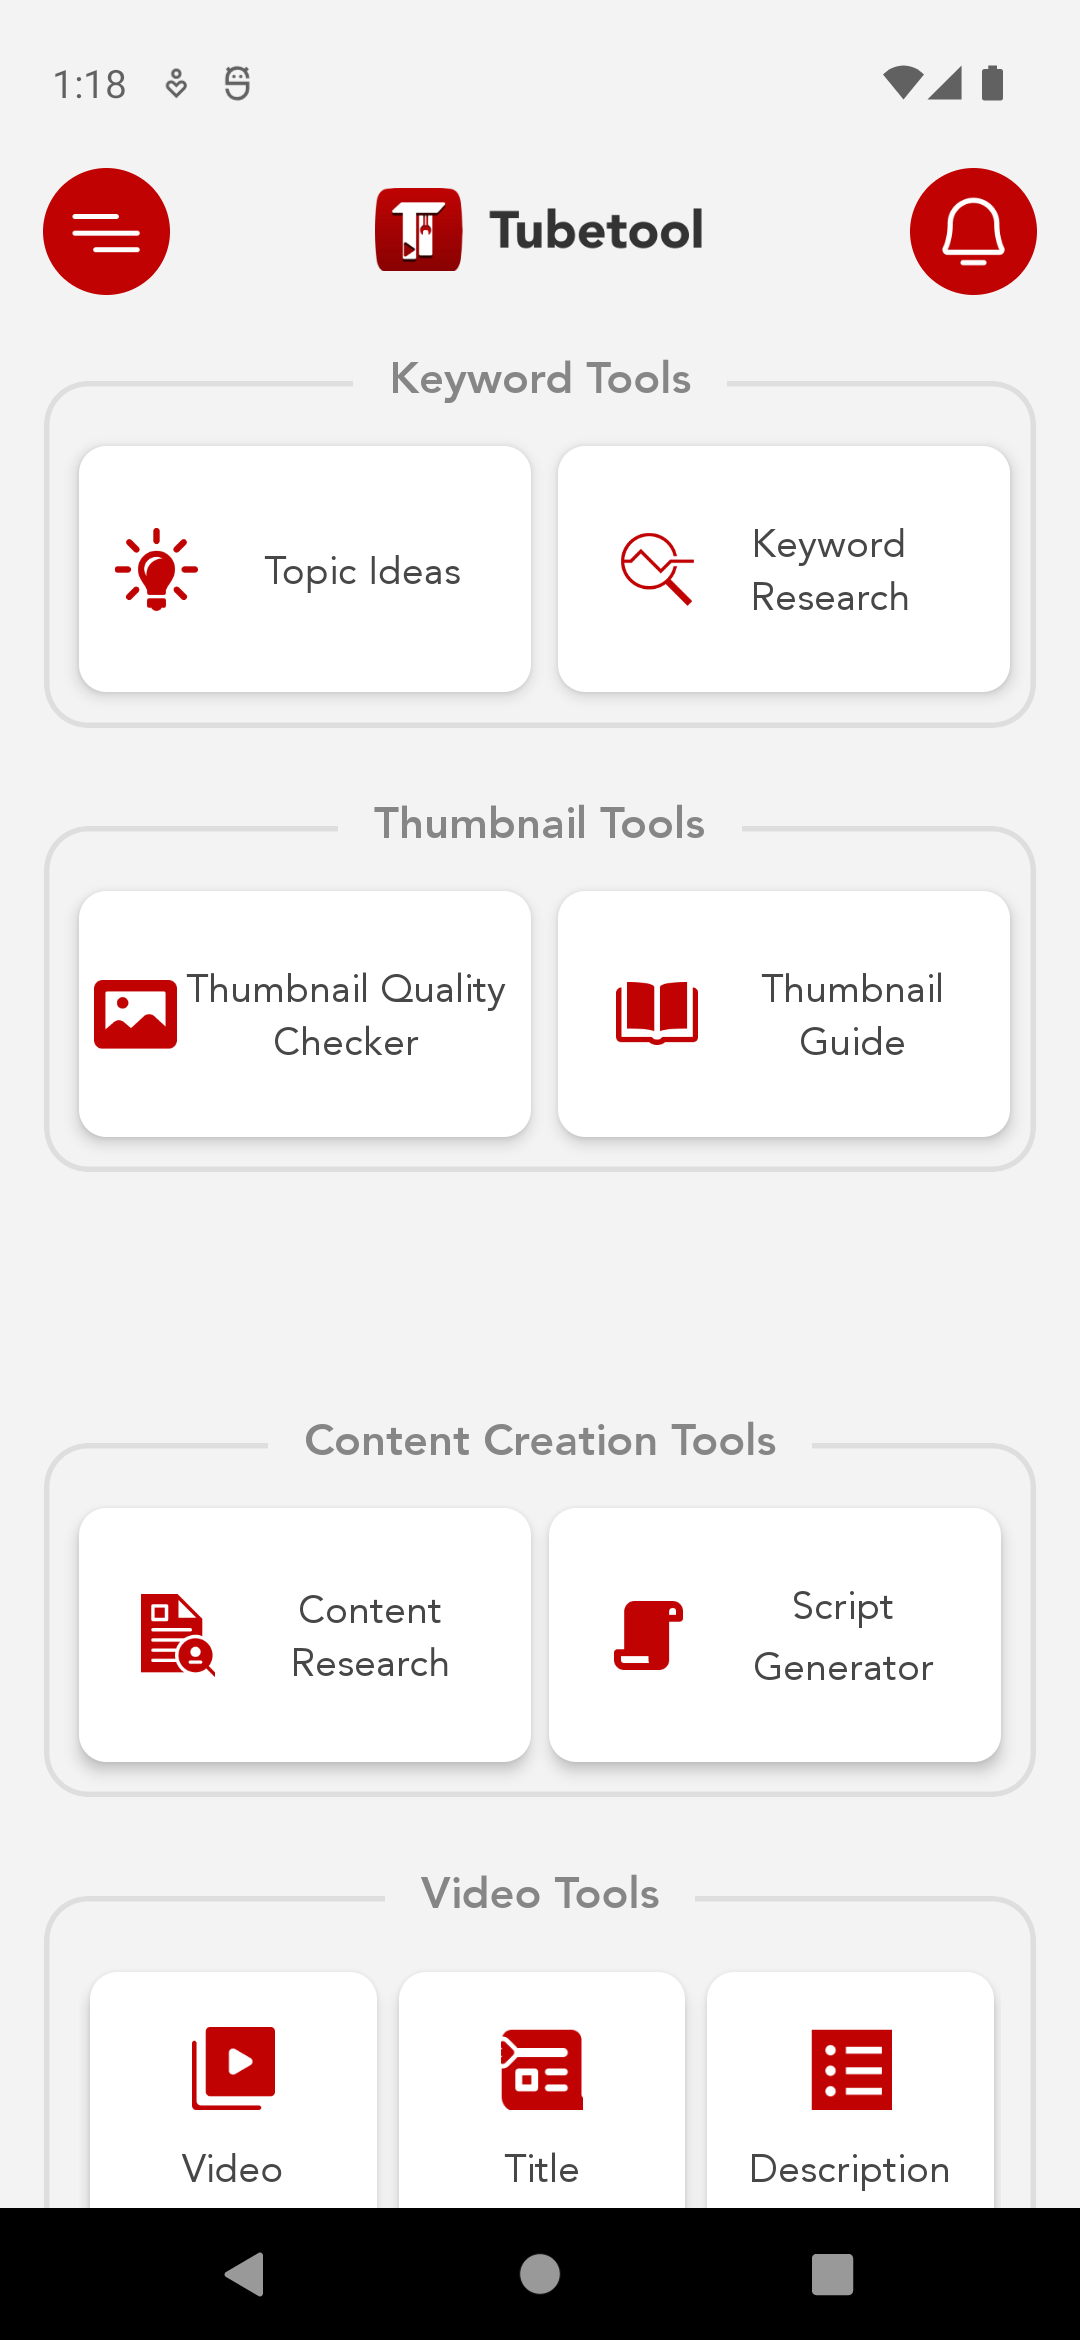 1:18
Tubetool
Keyword Tools
Topic Ideas
Keyword
Research
Thumbnail Tools
Thumbnail Quality
Checker
Thumbnail
Guide
Content Creation Tools
Content
Research
Script
Generator
Video Tools
Video
Title
Description